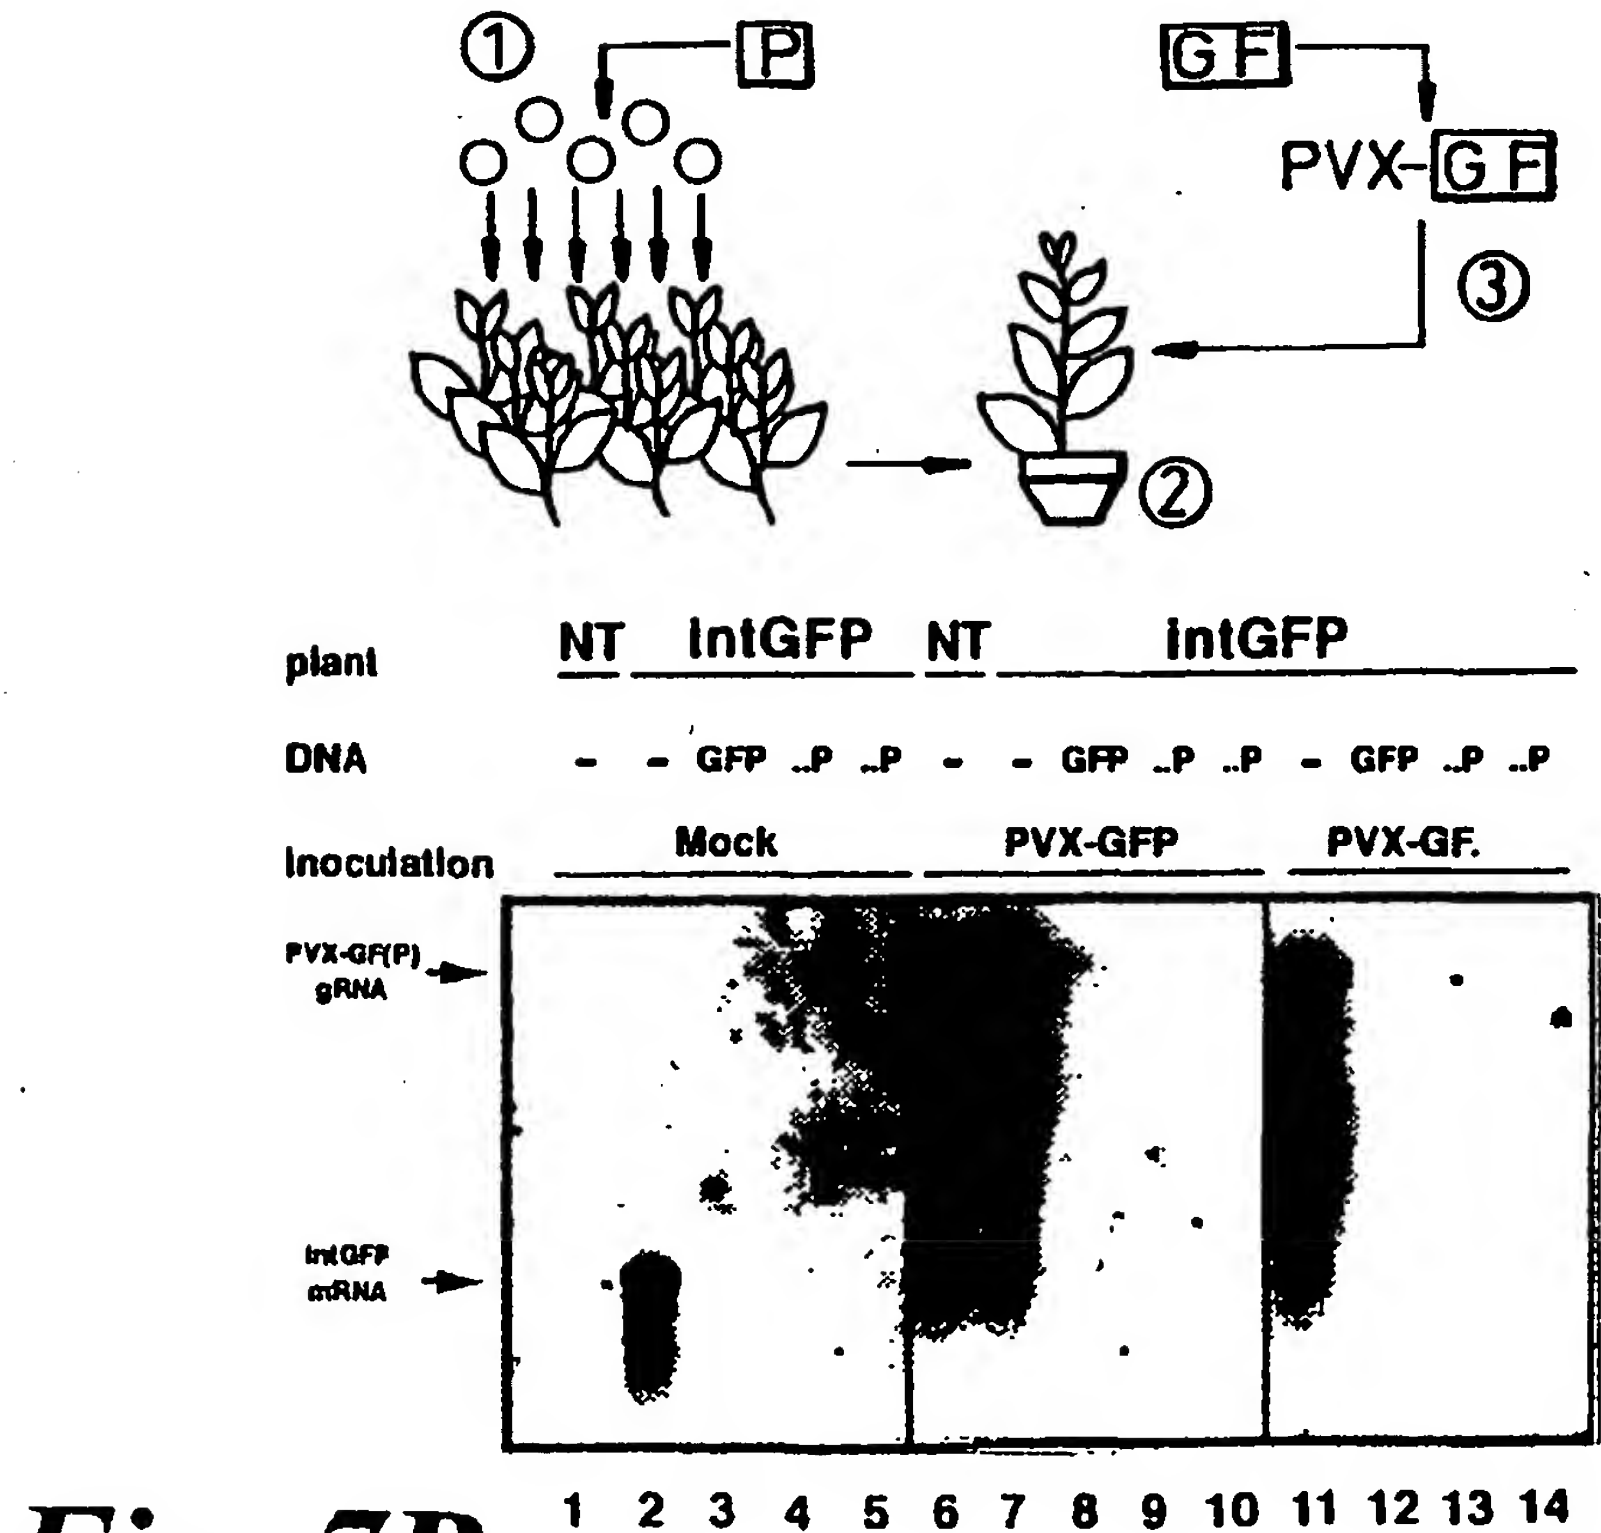 ① P
G F
PVX-G F
③
②
plant NT IntGFP NT IntGFP
DNA - - GFP ..P ..P - - GFP ..P ..P - GFP ..P ..P
Inoculation Mock PVX-GFP PVX-GF.
PVX-GF(P)
gRNA
IntGFP
mRNA
1 2 3 4 5 6 7 8 9 10 11 12 13 14